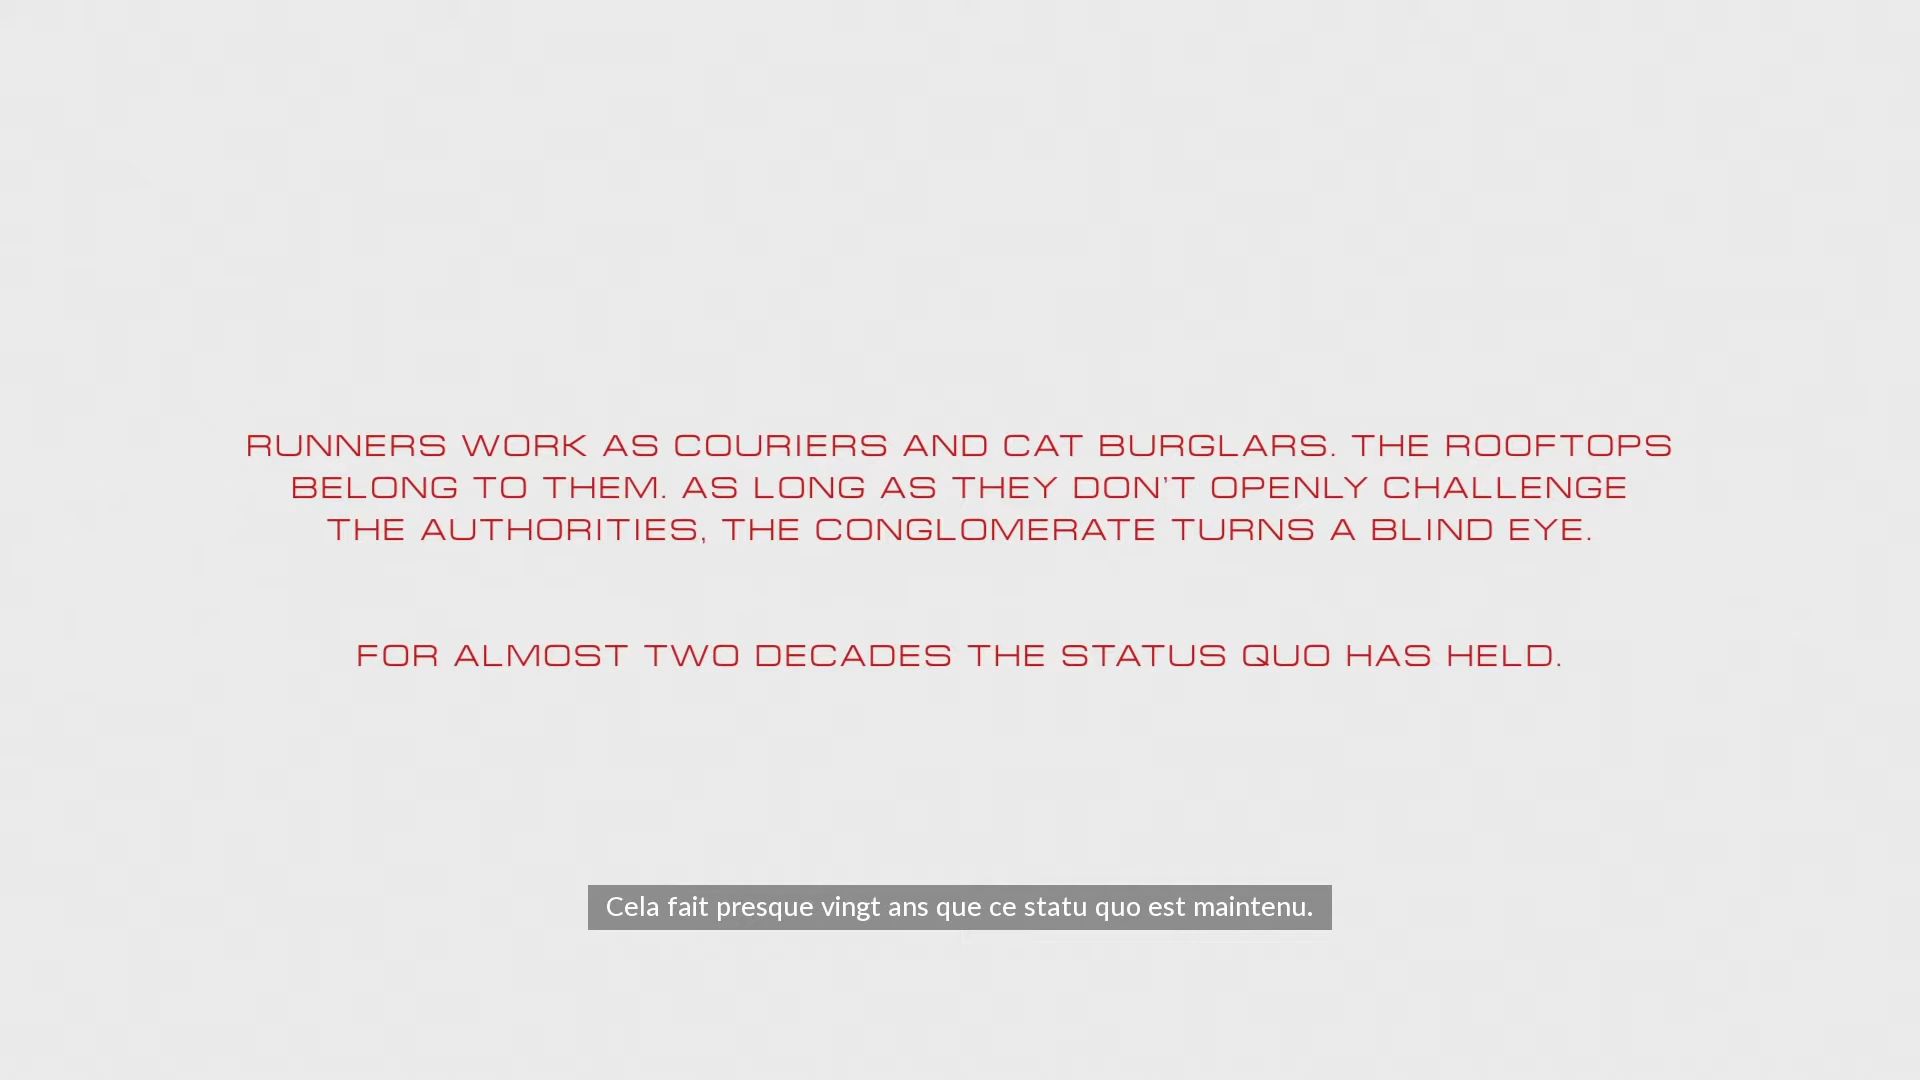 RUNNERS WORK AS COURIERS AND CAT BURGLARS. THE ROOFTOPS
BELONG TO THEM. AS LONG AS THEY DON'T OPENLY CHALLENGE
THE AUTHORITIES, THE CONGLOMERATE TURNS A BLIND EYE.
FOR ALMOST TWO DECADES THE STATUS QUO HAS HELD.
Cela fait presque vingt ans que ce statu quo est maintenu.